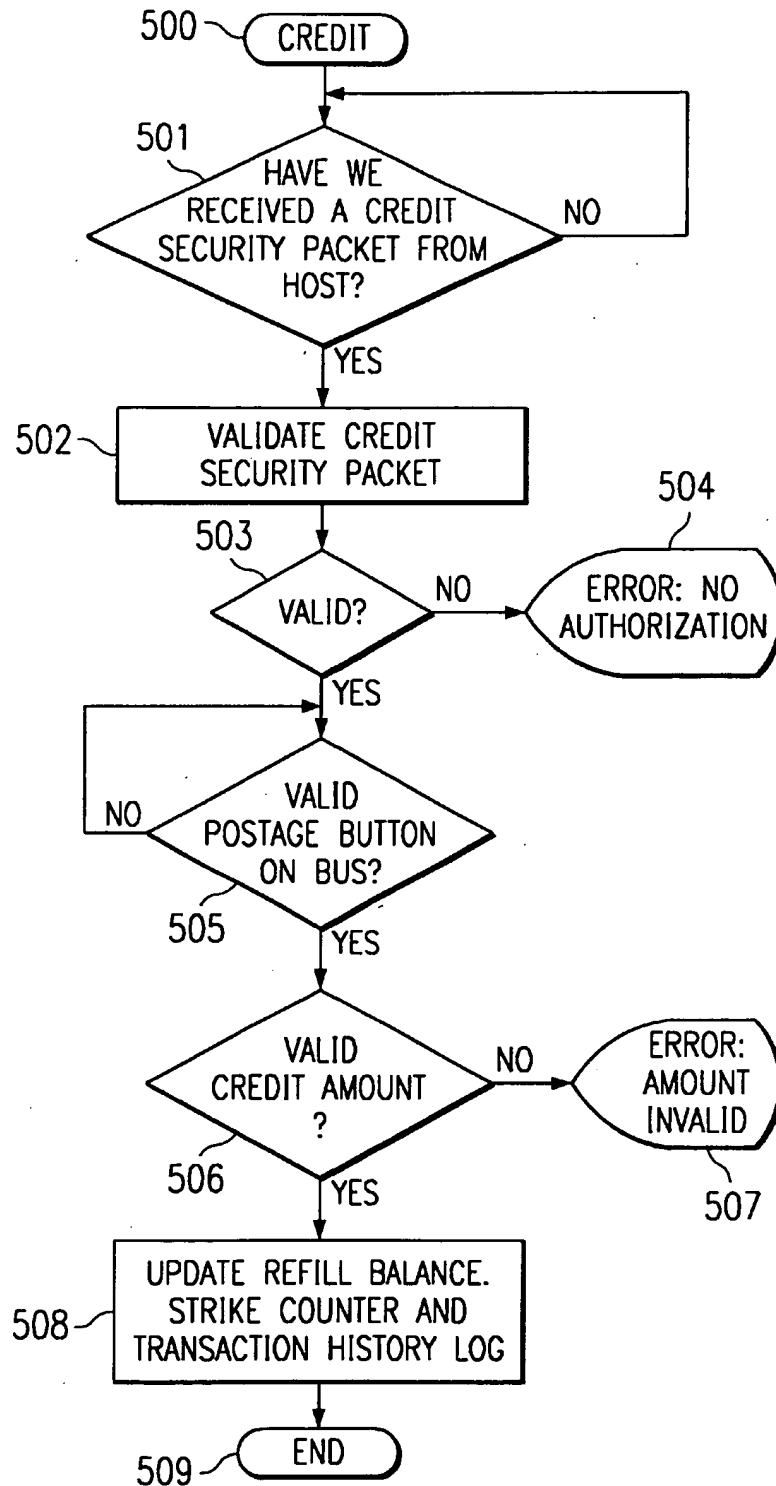 500
CREDIT
501
HAVE WE
RECEIVED A CREDIT
SECURITY PACKET FROM
HOST?
NO
YES
502
VALIDATE CREDIT
SECURITY PACKET
503
VALID?
NO
504
ERROR: NO
AUTHORIZATION
YES
VALID
POSTAGE BUTTON
ON BUS?
NO
505
YES
VALID
CREDIT AMOUNT
?
NO
506
ERROR:
AMOUNT
INVALID
507
YES
508
UPDATE REFILL BALANCE.
STRIKE COUNTER AND
TRANSACTION HISTORY LOG
509
END